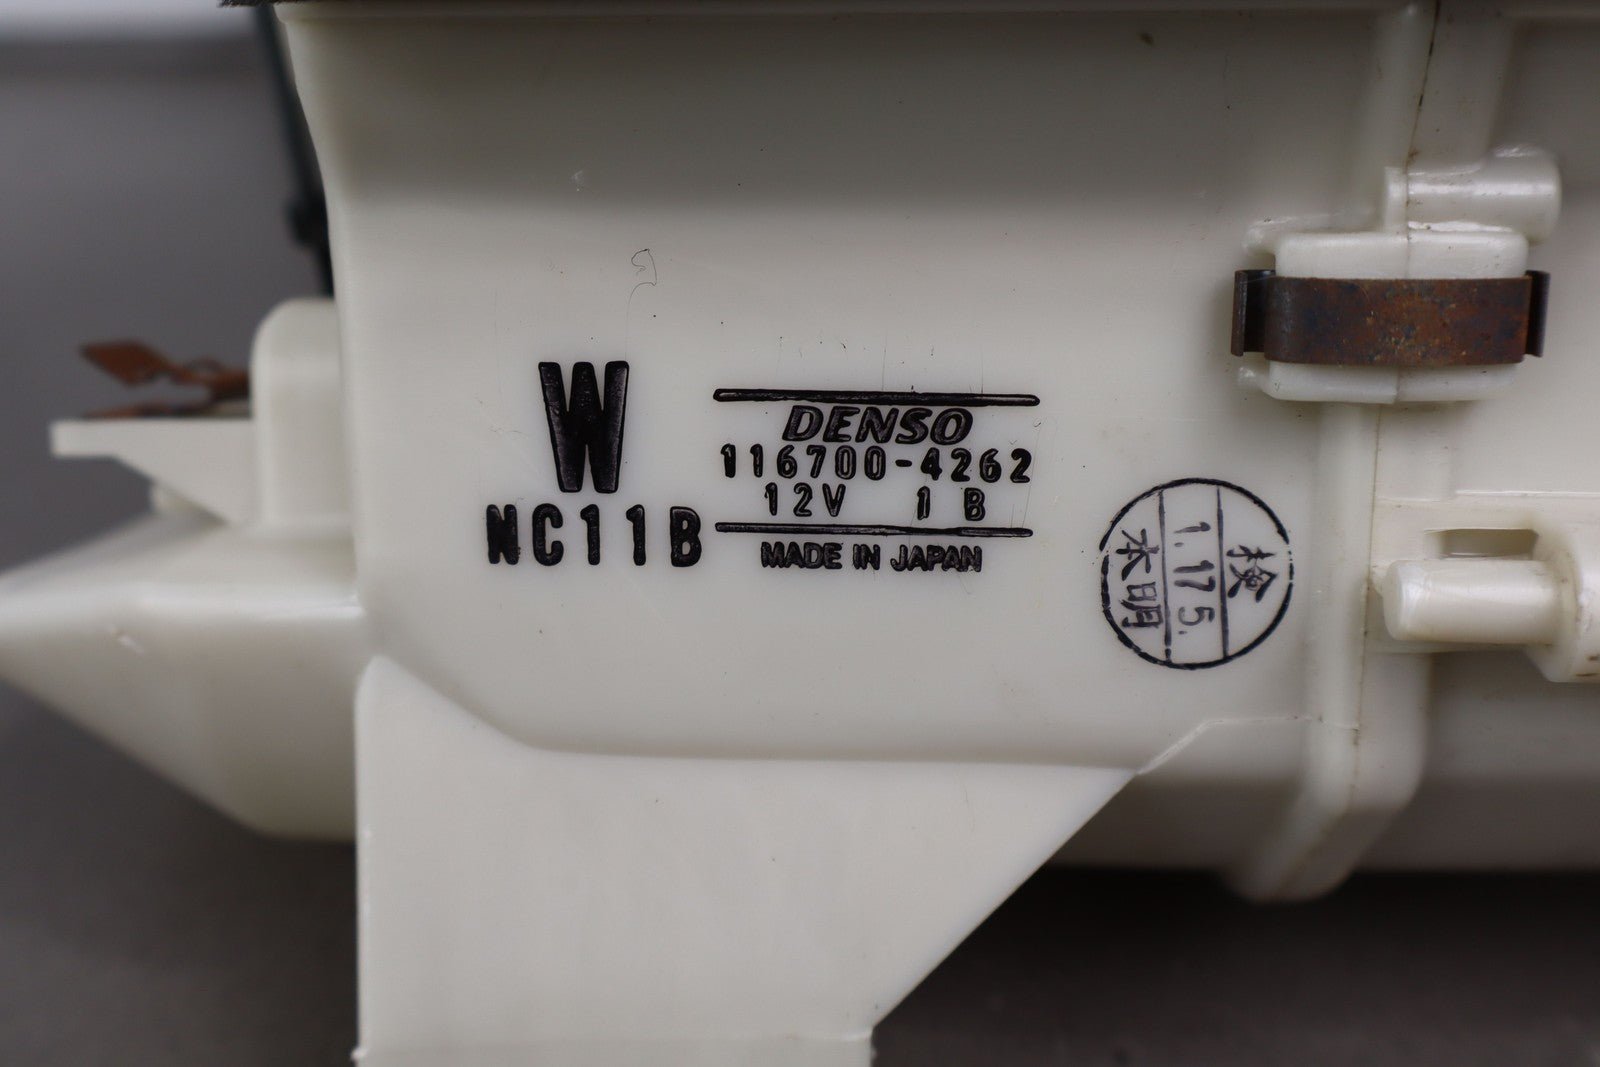 W
NC11B
DENSO
116700-4262
12V 1 B
MADE IN JAPAN
検
1.17 5.
本明